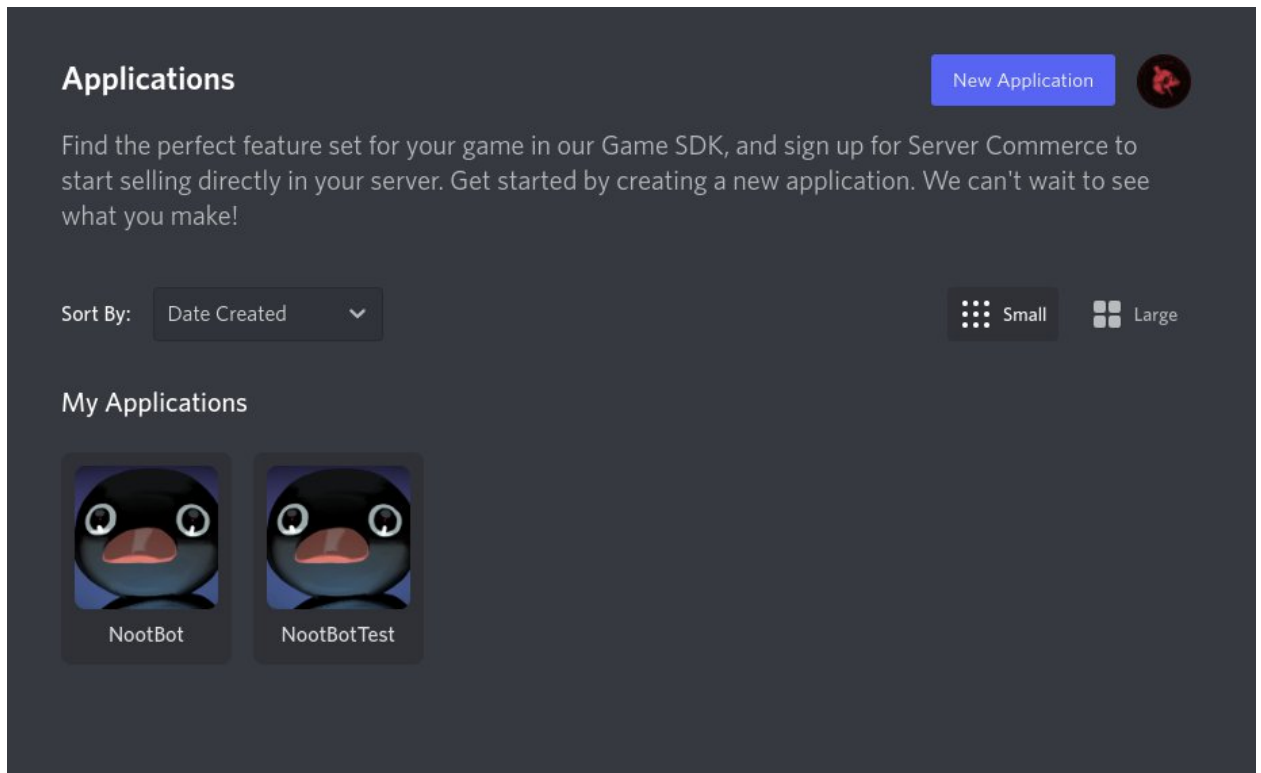 Applications
New Application
Find the perfect feature set for your game in our Game SDK, and sign up for Server Commerce to
start selling directly in your server. Get started by creating a new application. We can't wait to see
what you make!
Sort By: Date Created
Small Large
My Applications
NootBot NootBotTest